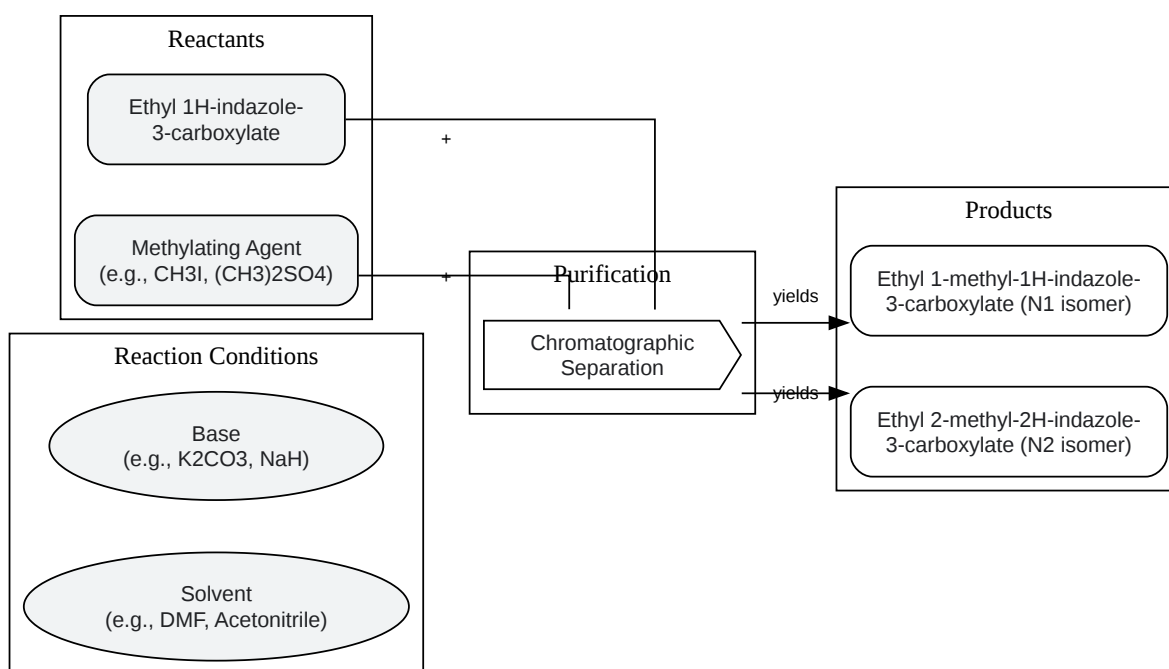 Reactants
Ethyl 1H-indazole-
3-carboxylate
+
Methylating Agent
(e.g., CH3I, (CH3)2SO4)
+
Reaction Conditions
Base
(e.g., K2CO3, NaH)
Solvent
(e.g., DMF, Acetonitrile)
Purification
Chromatographic
Separation
yields
yields
Products
Ethyl 1-methyl-1H-indazole-
3-carboxylate (N1 isomer)
Ethyl 2-methyl-2H-indazole-
3-carboxylate (N2 isomer)